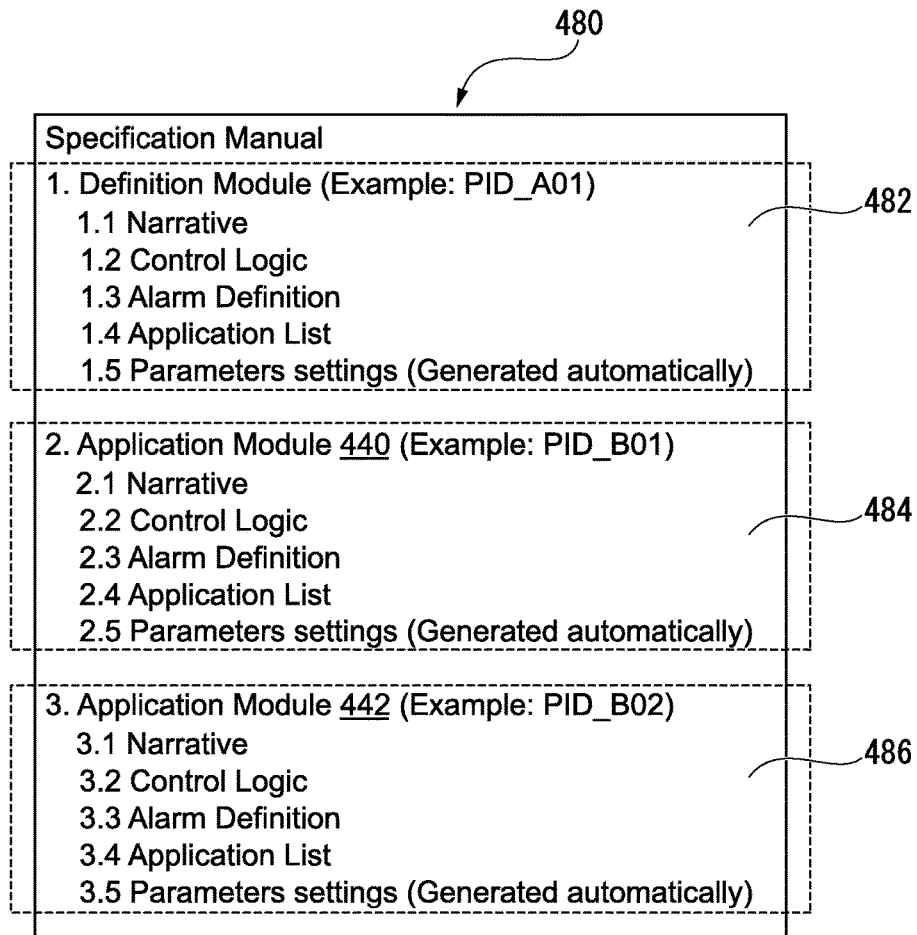 480
Specification Manual
1. Definition Module (Example: PID_A01)
482
1.1 Narrative
1.2 Control Logic
1.3 Alarm Definition
1.4 Application List
1.5 Parameters settings (Generated automatically)
2. Application Module 440 (Example: PID_B01)
2.1 Narrative
484
2.2 Control Logic
2.3 Alarm Definition
2.4 Application List
2.5 Parameters settings (Generated automatically)
3. Application Module 442 (Example: PID_B02)
3.1 Narrative
486
3.2 Control Logic
3.3 Alarm Definition
3.4 Application List
3.5 Parameters settings (Generated automatically)